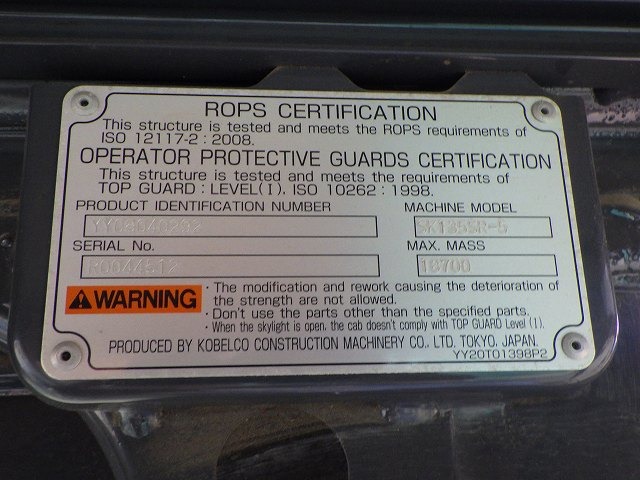 ROPS CERTIFICATION
This structure is tested and meets the ROPS requirements of
ISO 12117-2 : 2008.
OPERATOR PROTECTIVE GUARDS CERTIFICATION
This structure is tested and meets the requirements of
TOP GUARD : LEVEL(I), ISO 10262 : 1998.
PRODUCT IDENTIFICATION NUMBER
MACHINE MODEL
SK135SR-5
SERIAL No.
MAX. MASS
WARNING
· The modification and rework causing the deterioration of
the strength are not allowed.
· Don't use the parts other than the specified parts.
· When the skylight is open, the cab doesn't comply with TOP GUARD Level (I).
PRODUCED BY KOBELCO CONSTRUCTION MACHINERY CO., LTD. TOKYO, JAPAN.
YY20T01398P2